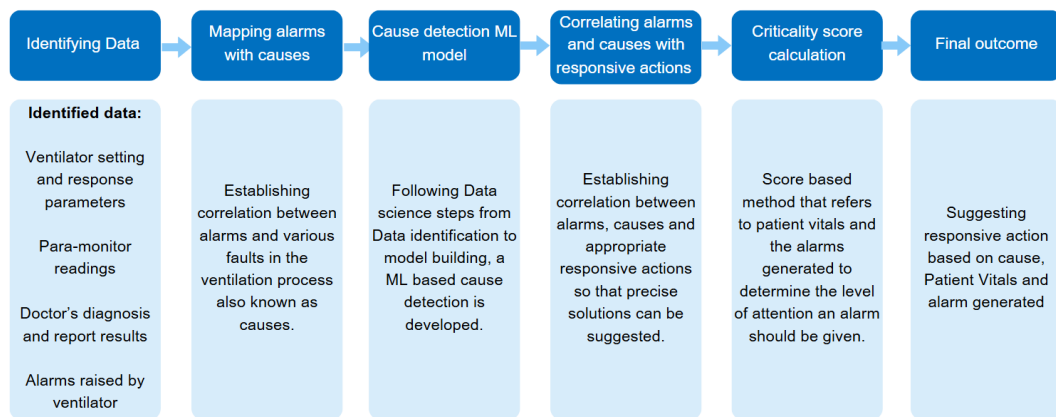 Identifying Data
Mapping alarms
with causes
Cause detection ML
model
Correlating alarms
and causes with
responsive actions
Criticality score
calculation
Final outcome
Identified data:
Ventilator setting
and response
parameters
Para-monitor
readings
Doctor's diagnosis
and report results
Alarms raised by
ventilator
Establishing
correlation between
alarms and various
faults in the
ventilation process
also known as
causes.
Following Data
science steps from
Data identification to
model building, a
ML based cause
detection is
developed.
Establishing
correlation between
alarms, causes and
appropriate
responsive actions
so that precise
solutions can be
suggested.
Score based
method that refers
to patient vitals and
the alarms
generated to
determine the level
of attention an alarm
should be given.
Suggesting
responsive action
based on cause,
Patient Vitals and
alarm generated